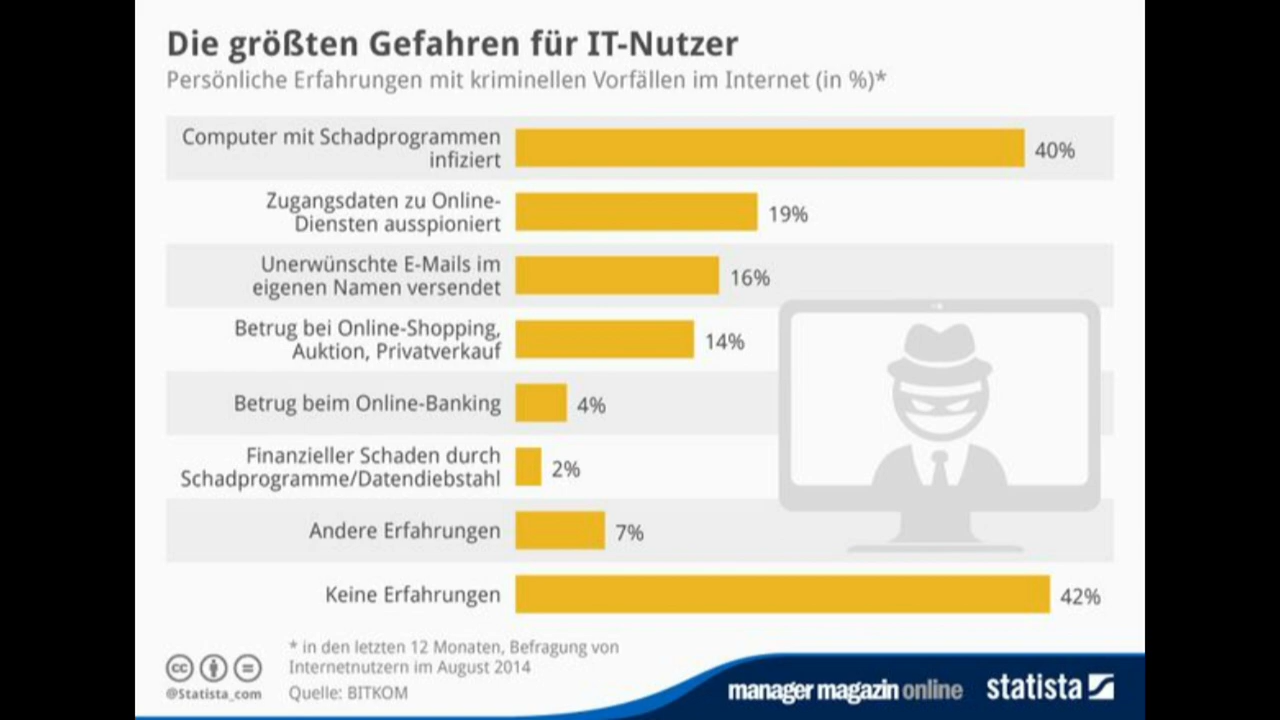 Die größten Gefahren für IT-Nutzer
Persönliche Erfahrungen mit kriminellen Vorfällen im Internet (in %)*
Computer mit Schadprogrammen
infiziert
40%
Zugangsdaten zu Online-
Diensten ausspioniert
19%
Unerwünschte E-Mails im
eigenen Namen versendet
16%
Betrug bei Online-Shopping,
Auktion, Privatverkauf
14%
Betrug beim Online-Banking
4%
Finanzieller Schaden durch
Schadprogramme/Datendiebstahl
2%
Andere Erfahrungen
7%
Keine Erfahrungen
42%
* in den letzten 12 Monaten, Befragung von
Internetnutzern im August 2014
Quelle: BITKOM
cc
@Statista_com
manager magazin online
statista